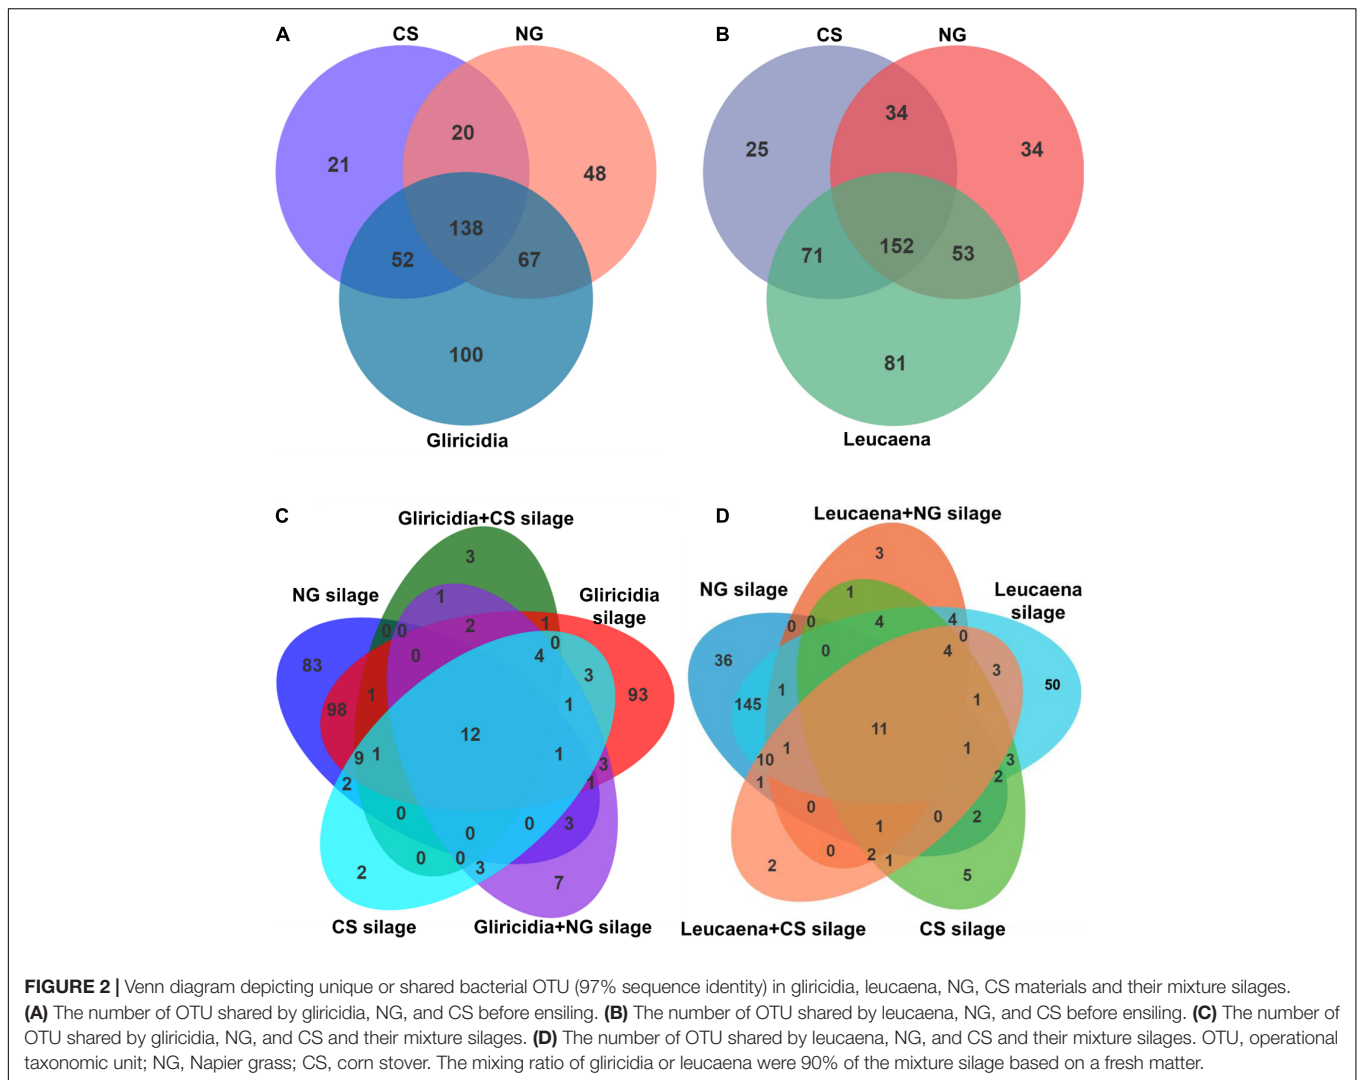 A CS NG
20
21 48
138
52 67
100
Gliricidia
B CS NG
34
25 34
71 152 53
81
Leucaena
C Gliricidia+CS silage
3
NG silage 1 Gliricidia
silage
0 0 2 1
0
83 0 4 3
98 1 1 93
12
9 1 1 3
2 1
0 0 3
0
0 0 3
2 7
CS silage Gliricidia+NG silage
D Leucaena+NG silage
3
NG silage 1 Leucaena
silage
0 0 4 4
0
36 0 4 3
145 1 1 50
11
10 1 1 3
1 2
0 0 2
1
0 2 1
2 5
Leucaena+CS silage CS silage
FIGURE 2 | Venn diagram depicting unique or shared bacterial OTU (97% sequence identity) in gliricidia, leucaena, NG, CS materials and their mixture silages.
(A) The number of OTU shared by gliricidia, NG, and CS before ensiling. (B) The number of OTU shared by leucaena, NG, and CS before ensiling. (C) The number of
OTU shared by gliricidia, NG, and CS and their mixture silages. (D) The number of OTU shared by leucaena, NG, and CS and their mixture silages. OTU, operational
taxonomic unit; NG, Napier grass; CS, corn stover. The mixing ratio of gliricidia or leucaena were 90% of the mixture silage based on a fresh matter.